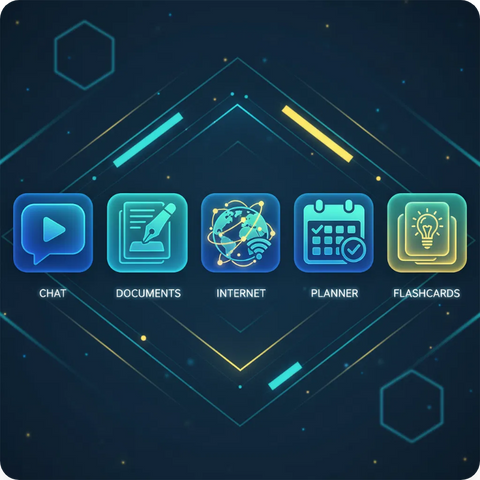 CHAT
DOCUMENTS
INTERNET
PLANNER
FLASHCARDS